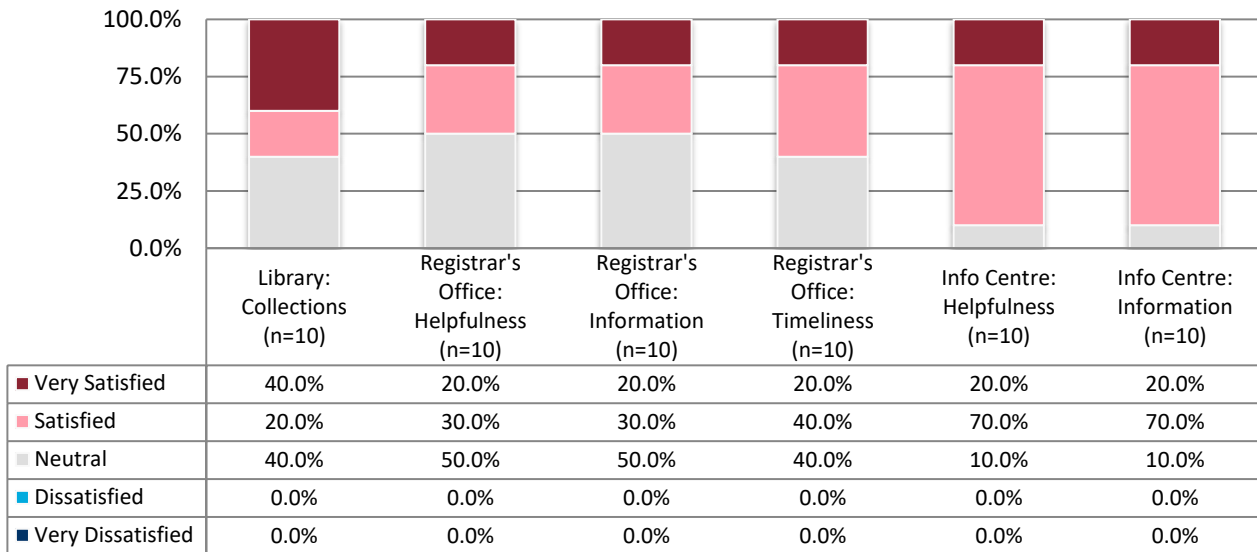 100.0%
75.0%
50.0%
25.0%
0.0%
Library:
Collections
(n=10)
Registrar's
Office:
Helpfulness
(n=10)
Registrar's
Office:
Information
(n=10)
Registrar's
Office:
Timeliness
(n=10)
Info Centre:
Helpfulness
(n=10)
Info Centre:
Information
(n=10)
Very Satisfied 40.0% 20.0% 20.0% 20.0% 20.0% 20.0%
Satisfied 20.0% 30.0% 30.0% 40.0% 70.0% 70.0%
Neutral 40.0% 50.0% 50.0% 40.0% 10.0% 10.0%
Dissatisfied 0.0% 0.0% 0.0% 0.0% 0.0% 0.0%
Very Dissatisfied 0.0% 0.0% 0.0% 0.0% 0.0% 0.0%